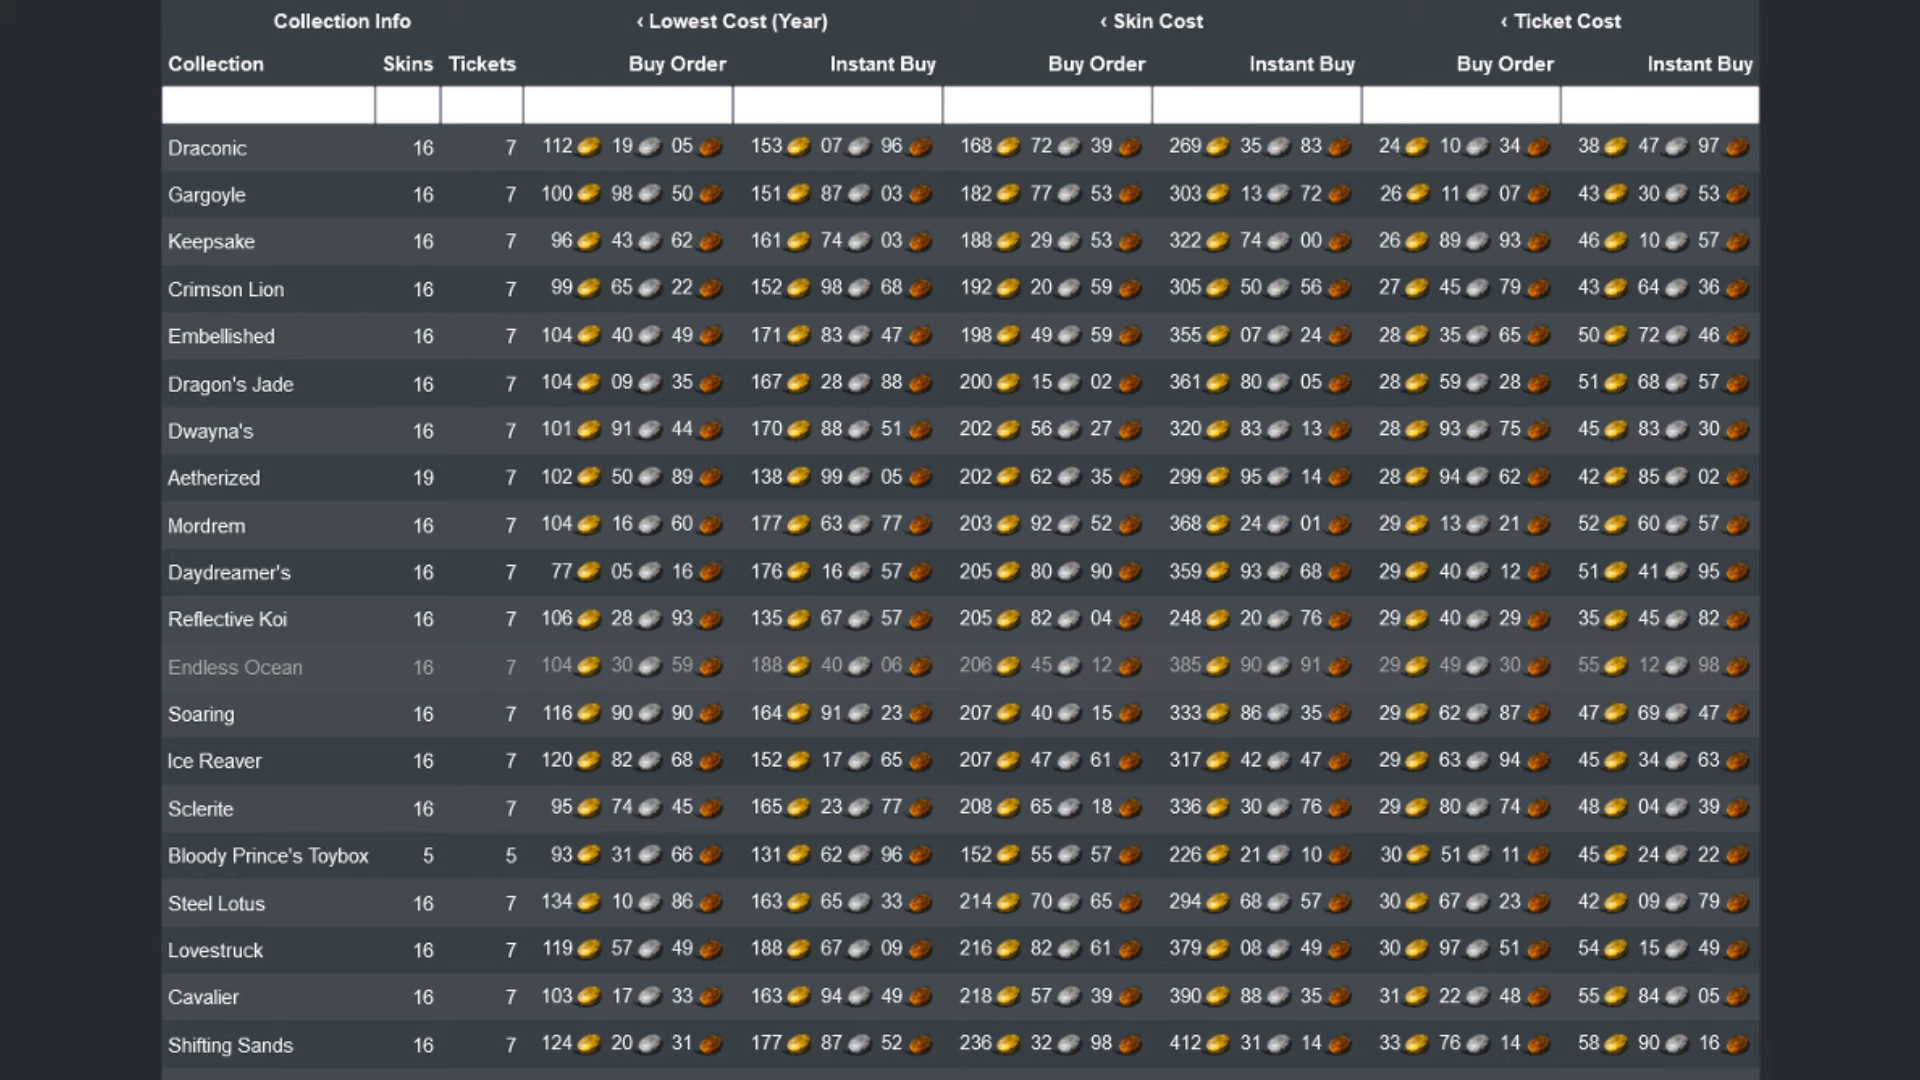 Collection Info ‹ Lowest Cost (Year) ‹ Skin Cost ‹ Ticket Cost
Collection Skins Tickets Buy Order Instant Buy Buy Order Instant Buy Buy Order Instant Buy
Draconic 16 7 112 19 05 153 07 96 168 72 39 269 35 83 24 10 34 38 47 97
Gargoyle 16 7 100 98 50 151 87 03 182 77 53 303 13 72 26 11 07 43 30 53
Keepsake 16 7 96 43 62 161 74 03 188 29 53 322 74 00 26 89 93 46 10 57
Crimson Lion 16 7 99 65 22 152 98 68 192 20 59 305 50 56 27 45 79 43 64 36
Embellished 16 7 104 40 49 171 83 47 198 49 59 355 07 24 28 35 65 50 72 46
Dragon's Jade 16 7 104 09 35 167 28 88 200 15 02 361 80 05 28 59 28 51 68 57
Dwayna's 16 7 101 91 44 170 88 51 202 56 27 320 83 13 28 93 75 45 83 30
Aetherized 19 7 102 50 89 138 99 05 202 62 35 299 95 14 28 94 62 42 85 02
Mordrem 16 7 104 16 60 177 63 77 203 92 52 368 24 01 29 13 21 52 60 57
Daydreamer's 16 7 77 05 16 176 16 57 205 80 90 359 93 68 29 40 12 51 41 95
Reflective Koi 16 7 106 28 93 135 67 57 205 82 04 248 20 76 29 40 29 35 45 82
Endless Ocean 16 7 104 30 59 188 40 06 206 45 12 385 90 91 29 49 30 55 12 98
Soaring 16 7 116 90 90 164 91 23 207 40 15 333 86 35 29 62 87 47 69 47
Ice Reaver 16 7 120 82 68 152 17 65 207 47 61 317 42 47 29 63 94 45 34 63
Sclerite 16 7 95 74 45 165 23 77 208 65 18 336 30 76 29 80 74 48 04 39
Bloody Prince's Toybox 5 5 93 31 66 131 62 96 152 55 57 226 21 10 30 51 11 45 24 22
Steel Lotus 16 7 134 10 86 163 65 33 214 70 65 294 68 57 30 67 23 42 09 79
Lovestruck 16 7 119 57 49 188 67 09 216 82 61 379 08 49 30 97 51 54 15 49
Cavalier 16 7 103 17 33 163 94 49 218 57 39 390 88 35 31 22 48 55 84 05
Shifting Sands 16 7 124 20 31 177 87 52 236 32 98 412 31 14 33 76 14 58 90 16